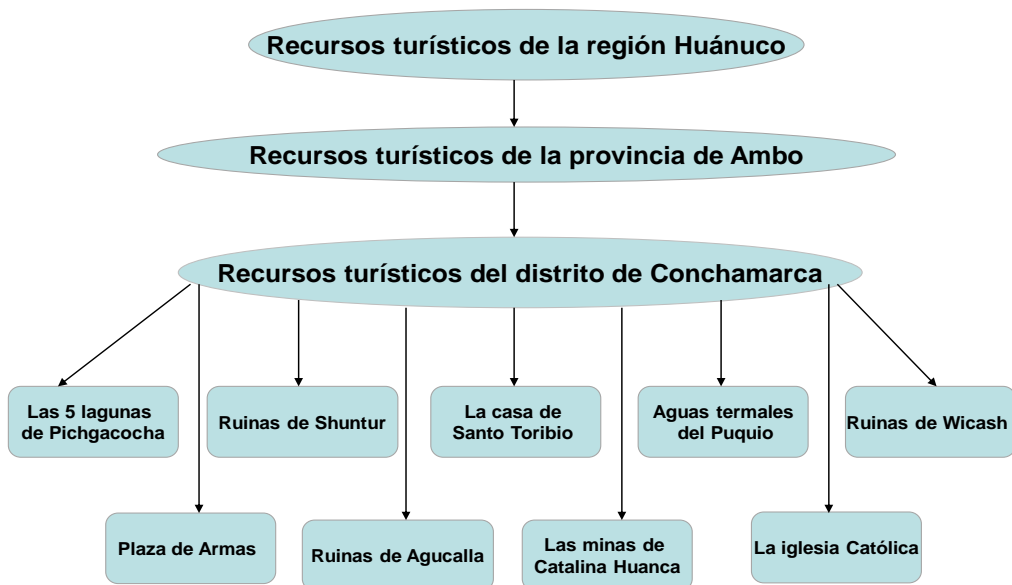 Recursos turísticos de la región Huánuco
Recursos turísticos de la provincia de Ambo
Recursos turísticos del distrito de Conchamarca
Las 5 lagunas
de Pichgacocha
Ruinas de Shuntur
La casa de
Santo Toribio
Aguas termales
del Puquio
Ruinas de Wicash
Plaza de Armas
Ruinas de Agucalla
Las minas de
Catalina Huanca
La iglesia Católica